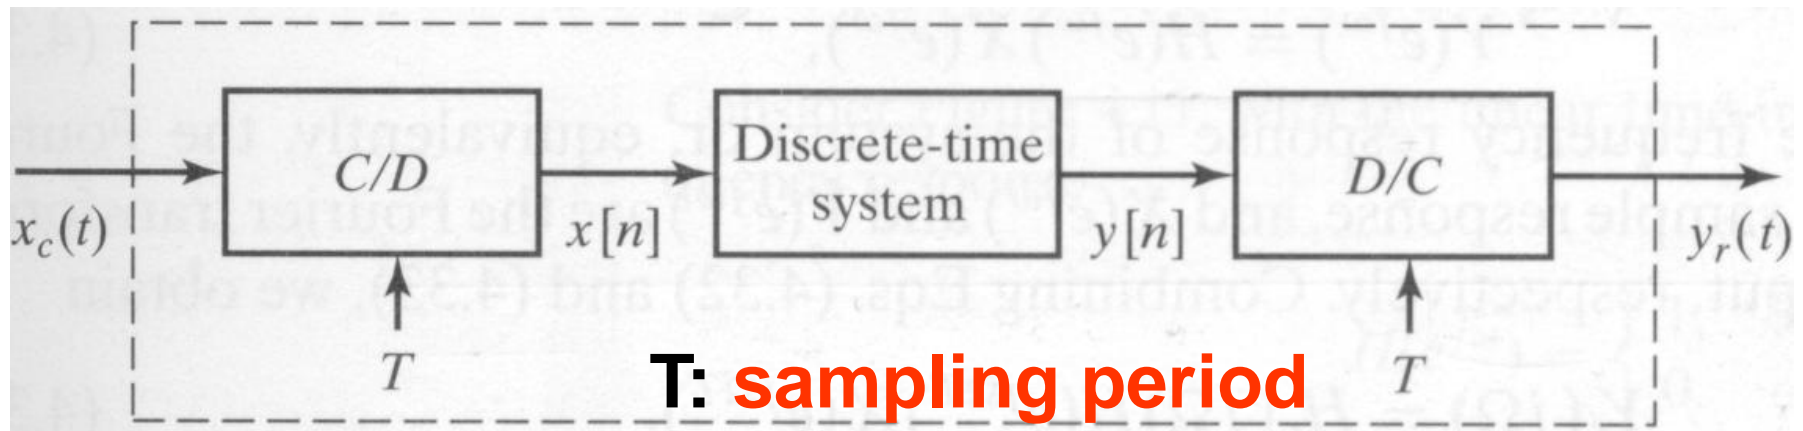 C/D
Discrete-time
system
D/C
x_c(t)
x[n]
y[n]
y_r(t)
T
T: sampling period
T